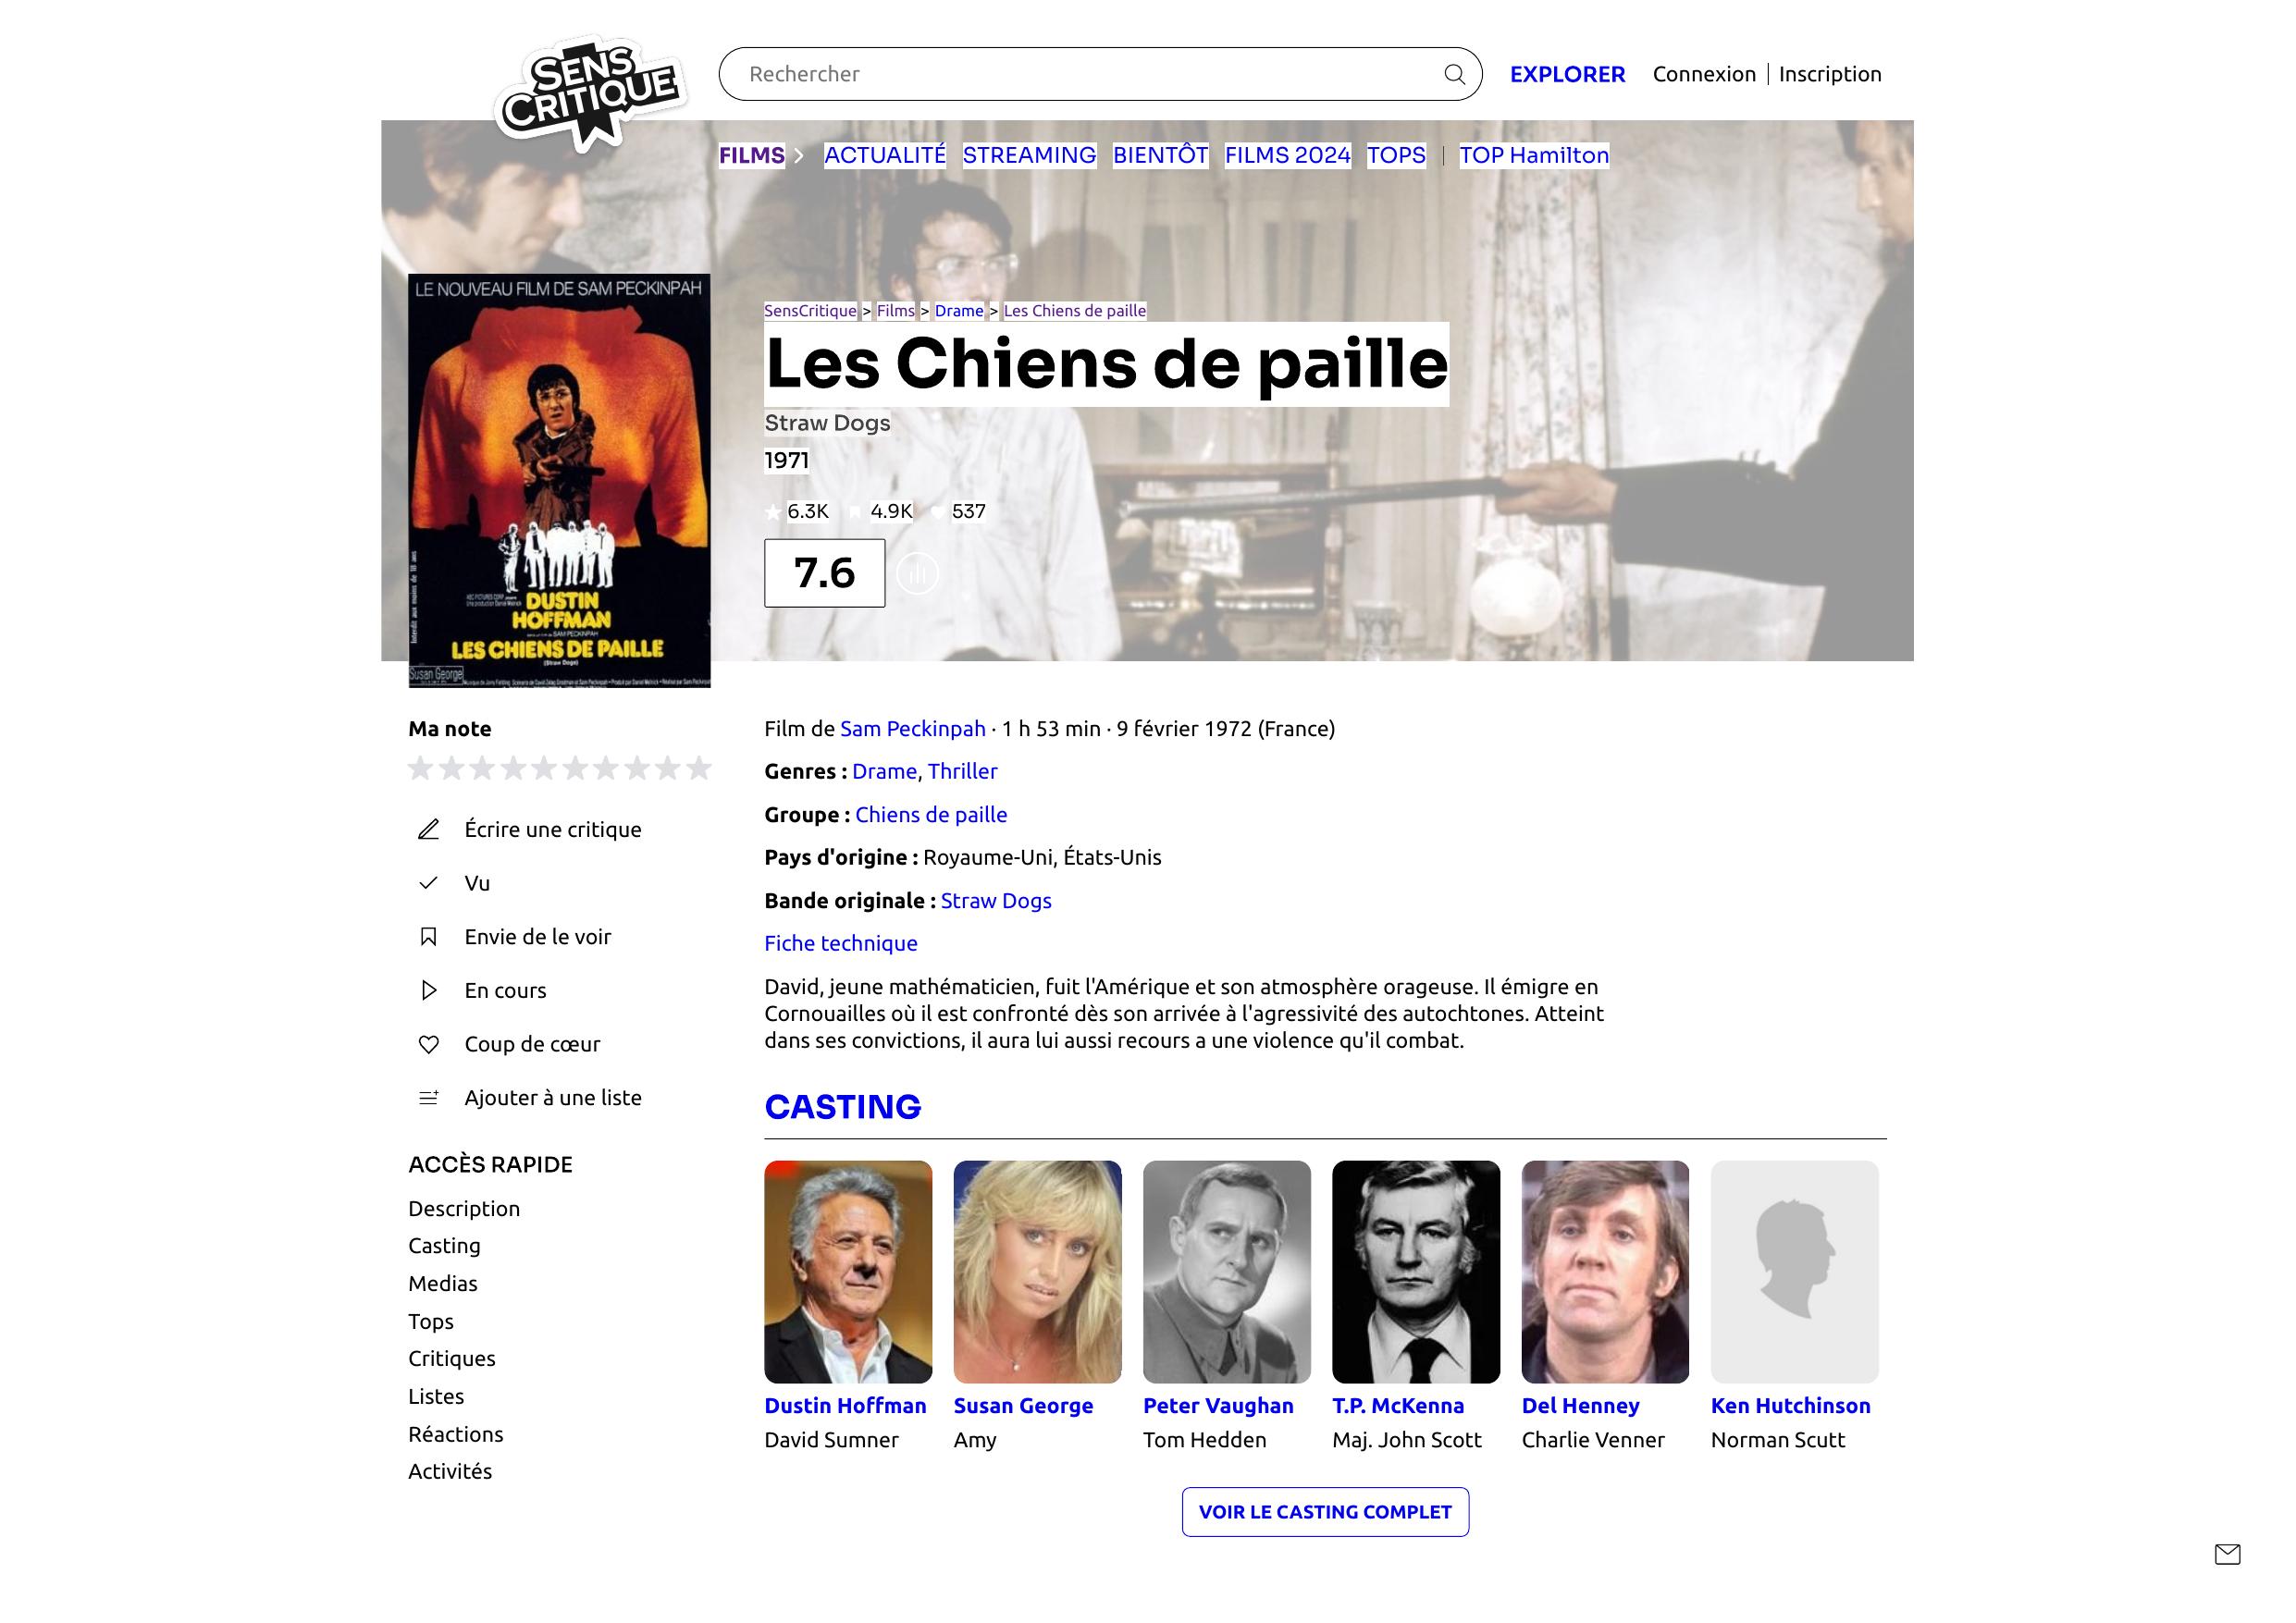 SENS
CRITIQUE
Rechercher
EXPLORER
Connexion
Inscription
FILMS
ACTUALITÉ
STREAMING
BIENTÔT
FILMS 2024
TOPS
TOP Hamilton
LE NOUVEAU FILM DE SAM PECKINPAH
DUSTIN
HOFFMAN
LES CHIENS DE PAILLE
(Straw Dogs)
Susan George
SensCritique > Films > Drame > Les Chiens de paille
Les Chiens de paille
Straw Dogs
1971
6.3K 4.9K 537
7.6
Ma note
Écrire une critique
Vu
Envie de le voir
En cours
Coup de cœur
Ajouter à une liste
ACCÈS RAPIDE
Description
Casting
Medias
Tops
Critiques
Listes
Réactions
Activités
Film de Sam Peckinpah · 1 h 53 min · 9 février 1972 (France)
Genres : Drame, Thriller
Groupe : Chiens de paille
Pays d'origine : Royaume-Uni, États-Unis
Bande originale : Straw Dogs
Fiche technique
David, jeune mathématicien, fuit l'Amérique et son atmosphère orageuse. Il émigre en
Cornouailles où il est confronté dès son arrivée à l'agressivité des autochtones. Atteint
dans ses convictions, il aura lui aussi recours a une violence qu'il combat.
CASTING
Dustin Hoffman
David Sumner
Susan George
Amy
Peter Vaughan
Tom Hedden
T.P. McKenna
Maj. John Scott
Del Henney
Charlie Venner
Ken Hutchinson
Norman Scutt
VOIR LE CASTING COMPLET